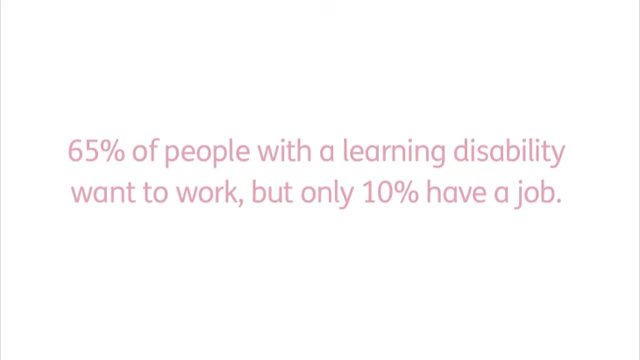 65% of people with a learning disability
want to work, but only 10% have a job.